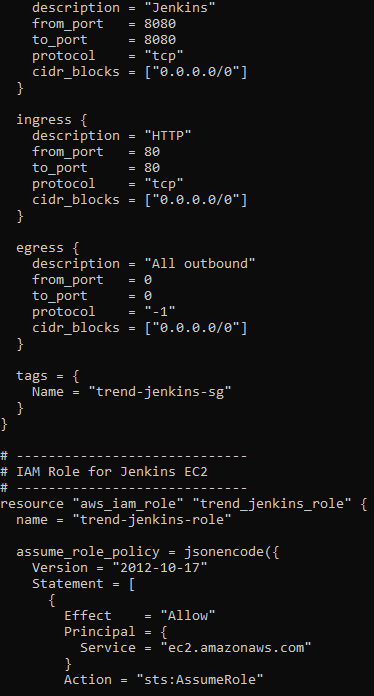 description = "Jenkins"
    from_port   = 8080
    to_port     = 8080
    protocol    = "tcp"
    cidr_blocks = ["0.0.0.0/0"]
  }

  ingress {
    description = "HTTP"
    from_port   = 80
    to_port     = 80
    protocol    = "tcp"
    cidr_blocks = ["0.0.0.0/0"]
  }

  egress {
    description = "All outbound"
    from_port   = 0
    to_port     = 0
    protocol    = "-1"
    cidr_blocks = ["0.0.0.0/0"]
  }

  tags = {
    Name = "trend-jenkins-sg"
  }
}

# -----------------------------
# IAM Role for Jenkins EC2
# -----------------------------
resource "aws_iam_role" "trend_jenkins_role" {
  name = "trend-jenkins-role"

  assume_role_policy = jsonencode({
    Version = "2012-10-17"
    Statement = [
      {
        Effect    = "Allow"
        Principal = {
          Service = "ec2.amazonaws.com"
        }
        Action = "sts:AssumeRole"